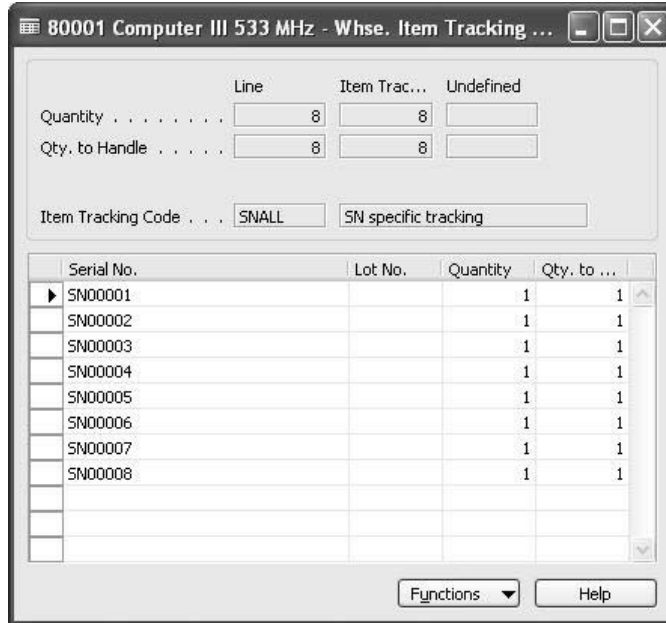 80001 Computer III 533 MHz - Whse. Item Tracking ...
Line Item Trac... Undefined
Quantity . . . . . . . . 8 8
Qty. to Handle . . . . . 8 8
Item Tracking Code . . . SNALL SN specific tracking
Serial No. Lot No. Quantity Qty. to ...
SN00001 1 1
SN00002 1 1
SN00003 1 1
SN00004 1 1
SN00005 1 1
SN00006 1 1
SN00007 1 1
SN00008 1 1
Functions Help